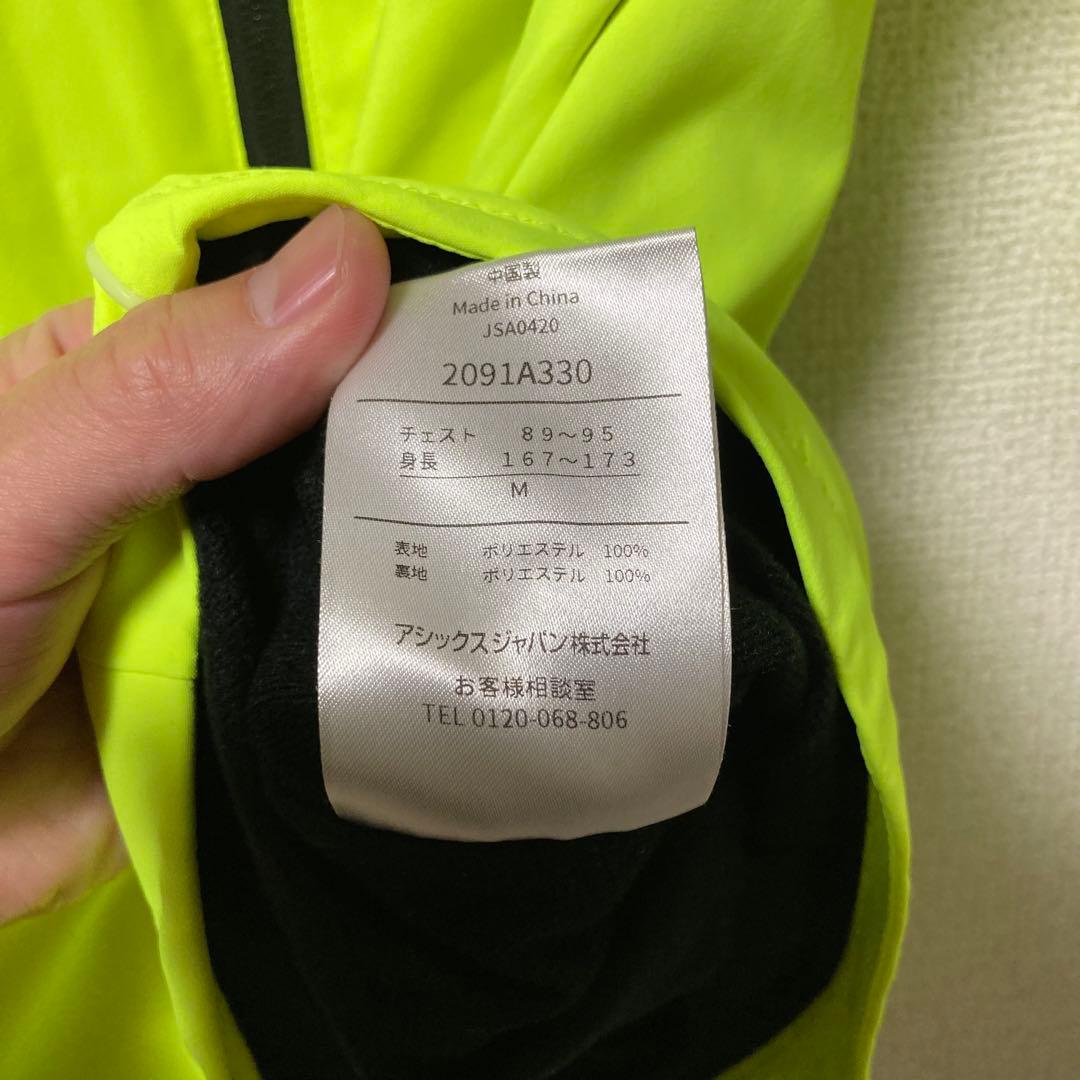 中国製
Made in China
JSA0420
2091A330
チェスト 89～95
身長 167～173
M
表地 ポリエステル 100%
裏地 ポリエステル 100%
アシックスジャパン株式会社
お客様相談室
TEL 0120-068-806